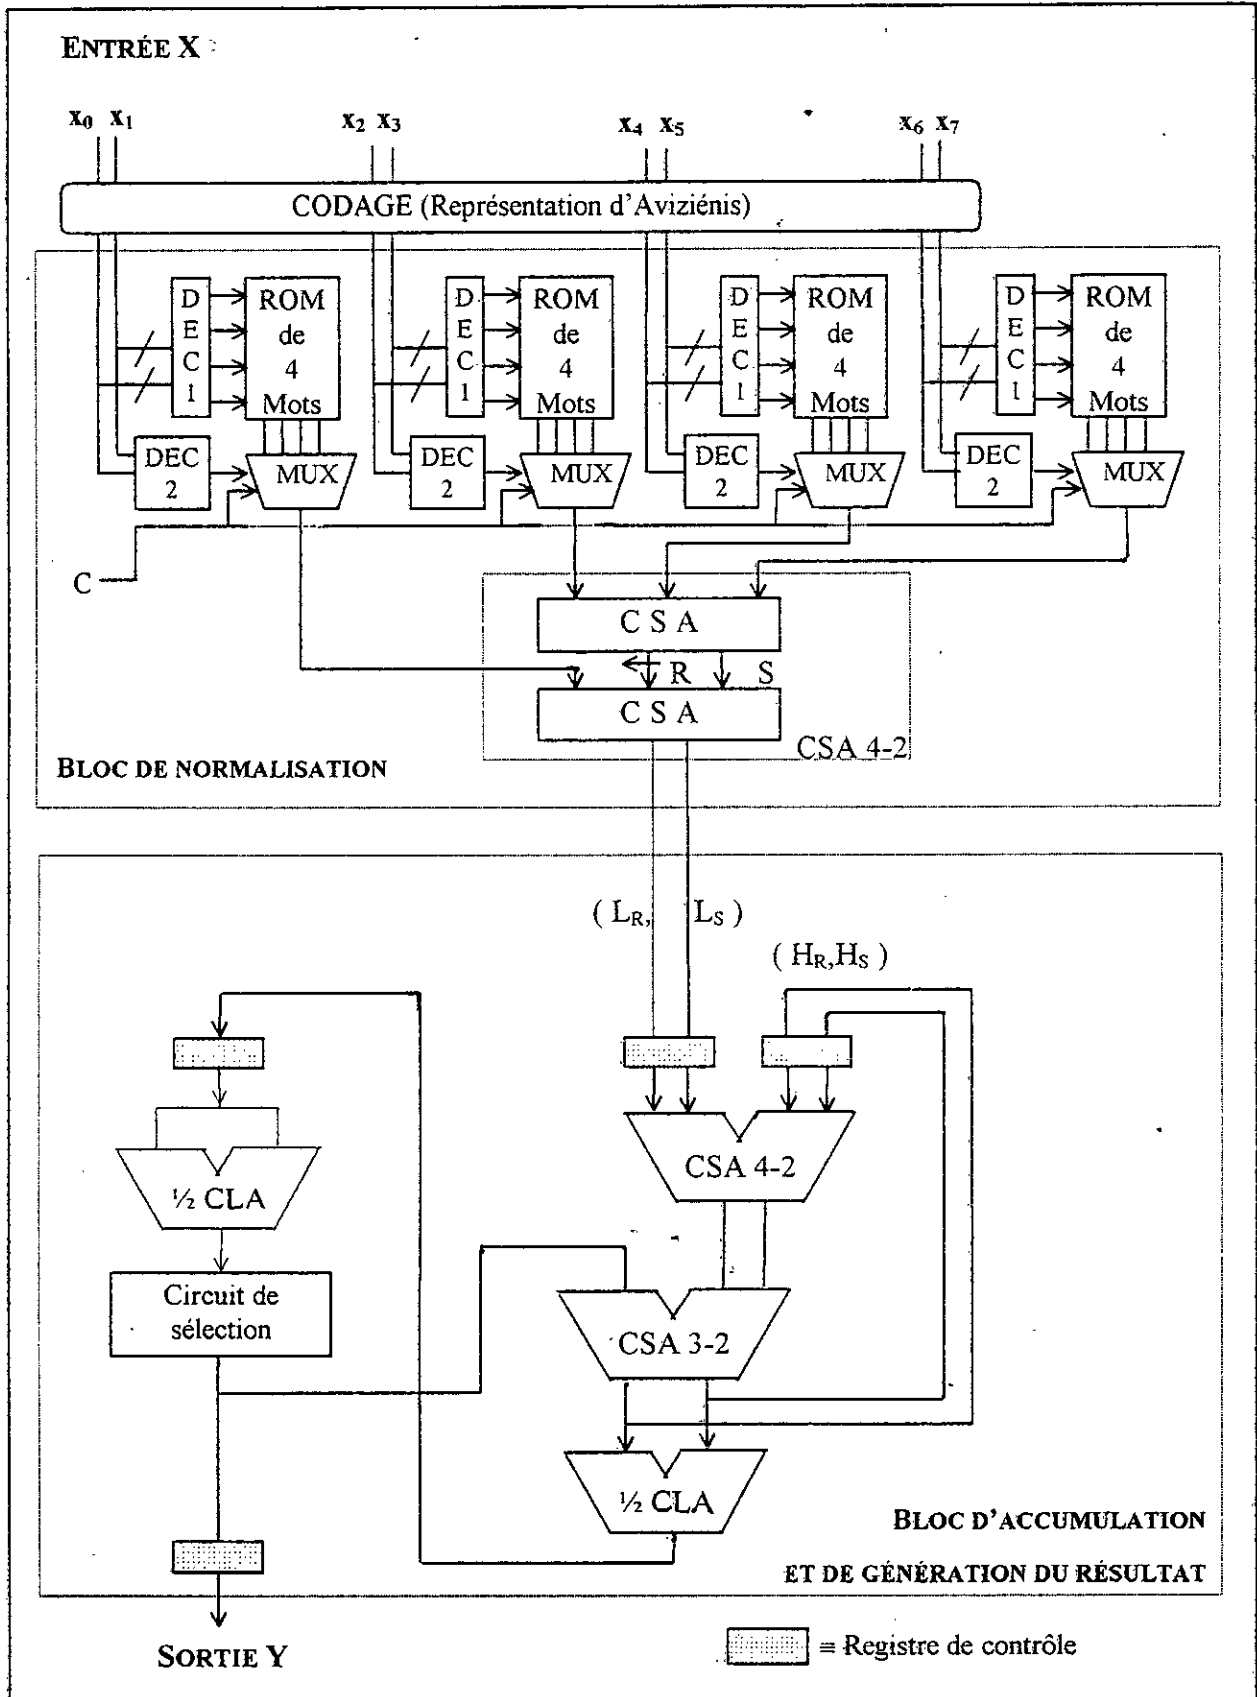 ENTRÉE X
x0 x1 x2 x3 x4 x5 x6 x7
CODAGE (Représentation d'Aviziénis)
D E C 1
ROM de 4 Mots
D E C 1
ROM de 4 Mots
D E C 1
ROM de 4 Mots
D E C 1
ROM de 4 Mots
DEC 2
MUX
DEC 2
MUX
DEC 2
MUX
DEC 2
MUX
C
C S A
R S
C S A
CSA 4-2
BLOC DE NORMALISATION
( LR, LS )
( HR,HS )
CSA 4-2
½ CLA
Circuit de
sélection
CSA 3-2
½ CLA
BLOC D'ACCUMULATION
ET DE GÉNÉRATION DU RÉSULTAT
SORTIE Y
≡ Registre de contrôle